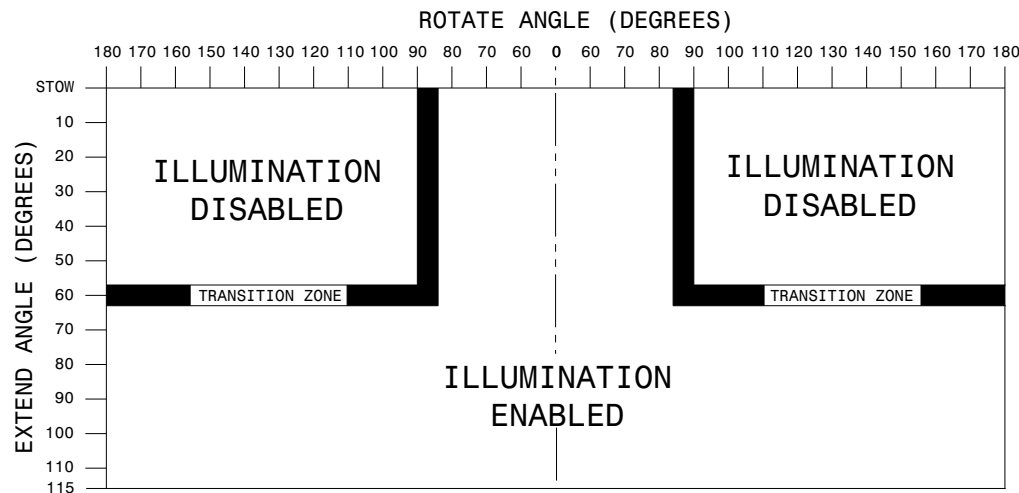 ROTATE ANGLE (DEGREES)
180 170 160 150 140 130 120 110 100 90 80 70 60 0 60 70 80 90 100 110 120 130 140 150 160 170 180
EXTEND ANGLE (DEGREES)
STOW
10
20
30
40
50
60
70
80
90
100
110
115
ILLUMINATION
DISABLED
ILLUMINATION
DISABLED
TRANSITION ZONE
TRANSITION ZONE
ILLUMINATION
ENABLED